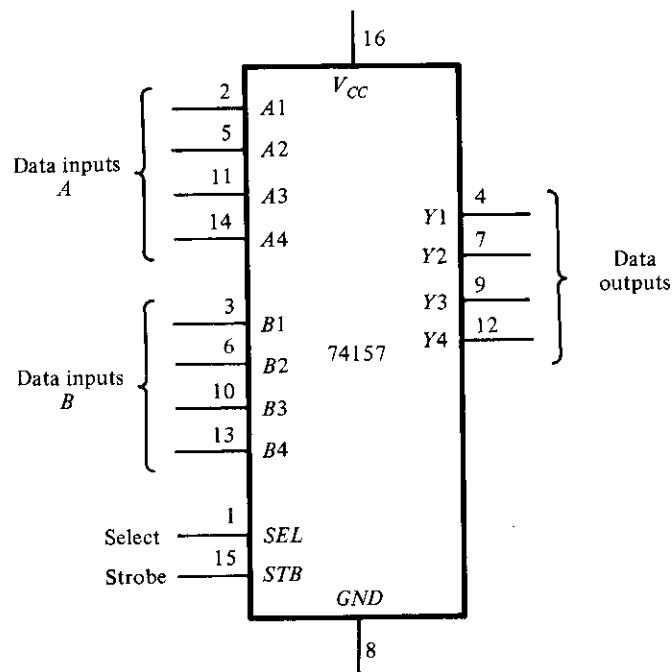 16
V_CC
2 A1
5 A2
Data inputs
A
11 A3
14 A4
4 Y1
7 Y2
9 Y3
12 Y4
Data
outputs
3 B1
6 B2
Data inputs
B
10 B3
13 B4
74157
Select 1 SEL
Strobe 15 STB
GND
8